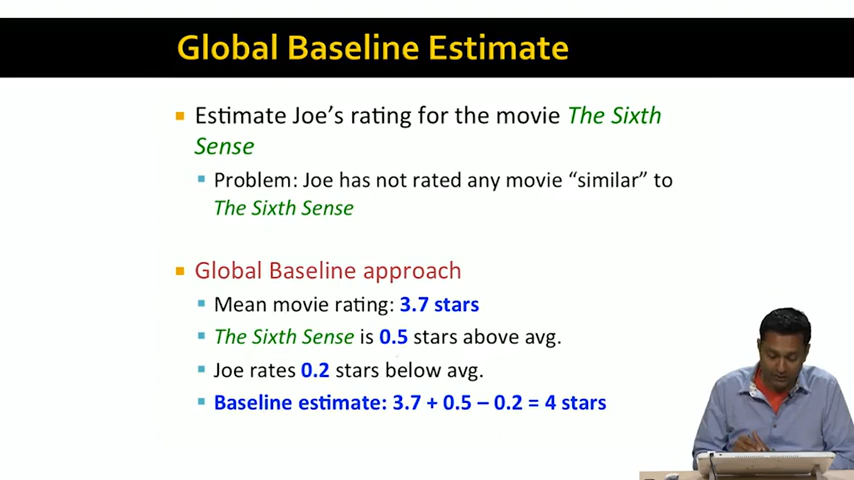 Global Baseline Estimate
Estimate Joe's rating for the movie The Sixth
Sense
Problem: Joe has not rated any movie “similar” to
The Sixth Sense
Global Baseline approach
Mean movie rating: 3.7 stars
The Sixth Sense is 0.5 stars above avg.
Joe rates 0.2 stars below avg.
Baseline estimate: 3.7 + 0.5 – 0.2 = 4 stars